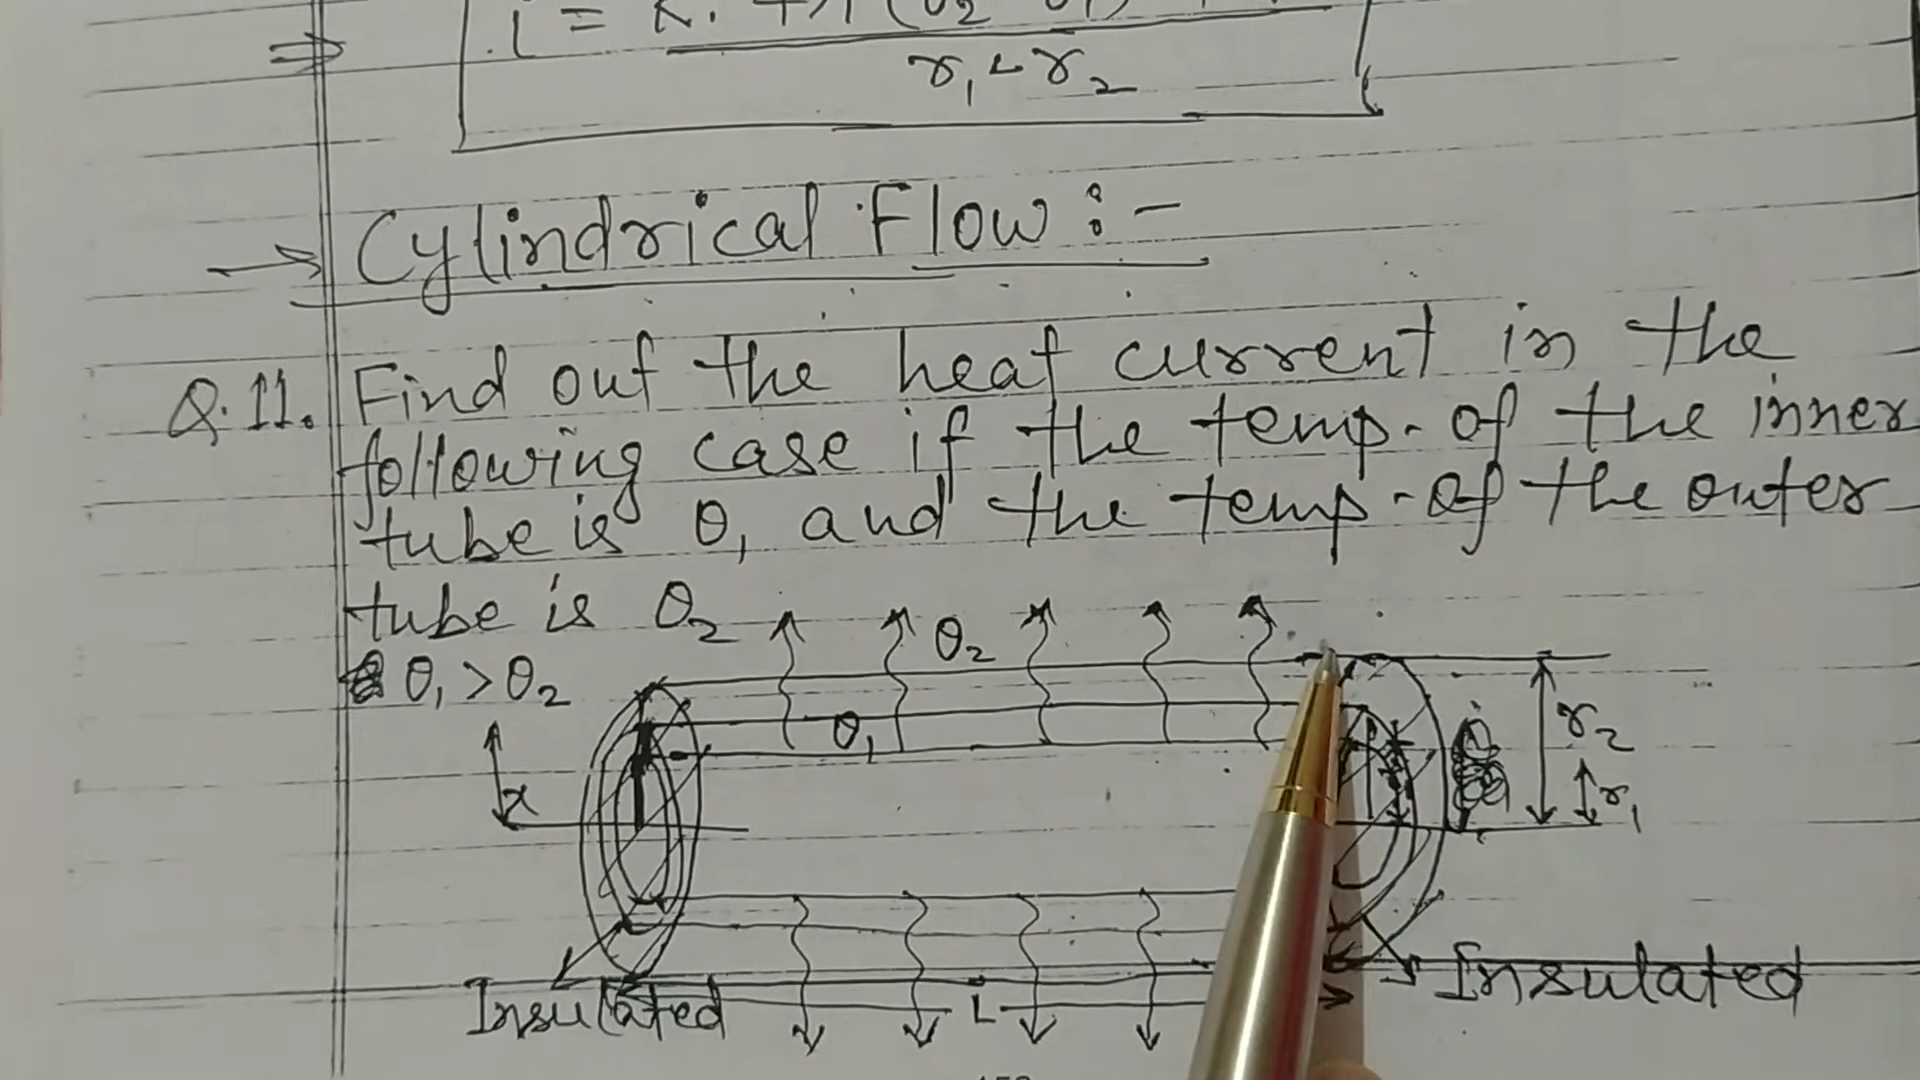 r₁ r₂
Cylindrical Flow :-
Q.11. Find out the heat current in the
following case if the temp. of the inner
tube is θ₁ and the temp. of the outer
tube is θ₂
θ₁ > θ₂
θ₂
θ₁
x
r₂
r₁
Insulated
L
Insulated